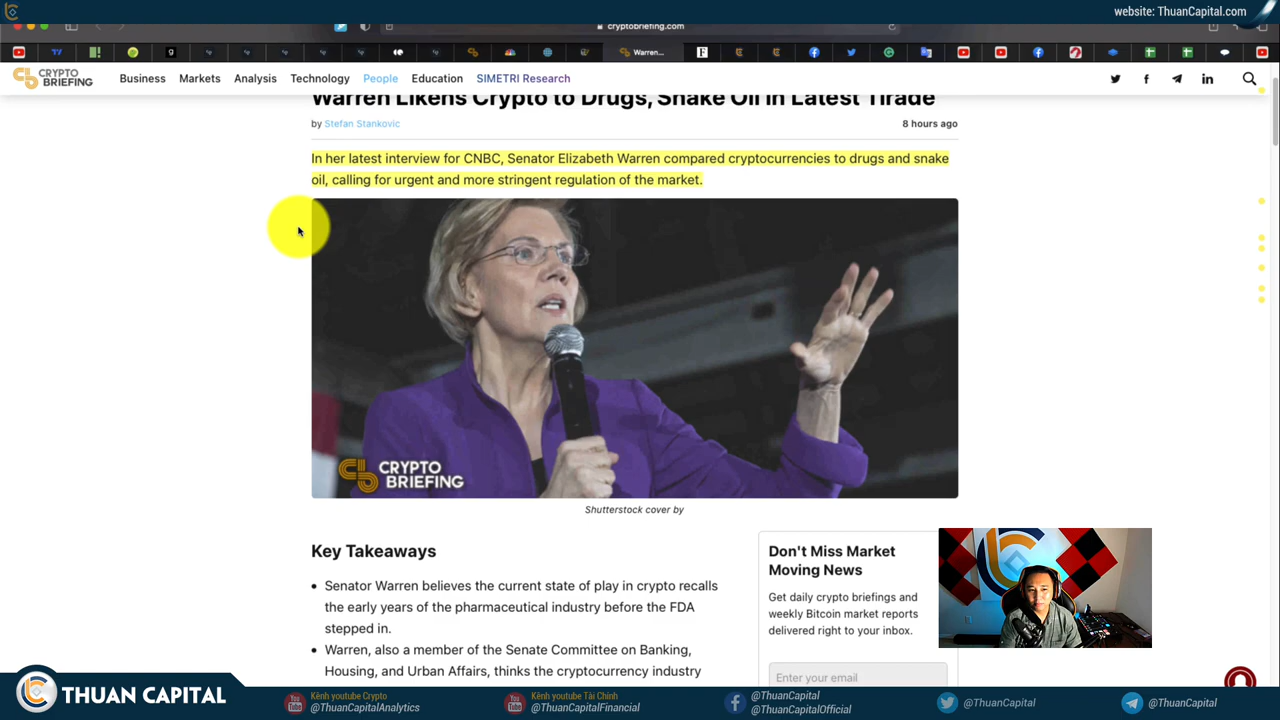 website: ThuanCapital.com
cryptobriefing.com
Warren...
CRYPTO
BRIEFING
Business Markets Analysis Technology People Education SIMETRI Research
Warren Likens Crypto to Drugs, Snake Oil in Latest Tirade
by Stefan Stankovic
8 hours ago
In her latest interview for CNBC, Senator Elizabeth Warren compared cryptocurrencies to drugs and snake
oil, calling for urgent and more stringent regulation of the market.
CRYPTO
BRIEFING
Shutterstock cover by
Key Takeaways
Senator Warren believes the current state of play in crypto recalls
the early years of the pharmaceutical industry before the FDA
stepped in.
Warren, also a member of the Senate Committee on Banking,
Housing, and Urban Affairs, thinks the cryptocurrency industry
Don't Miss Market
Moving News
Get daily crypto briefings and
weekly Bitcoin market reports
delivered right to your inbox.
Enter your email
THUAN CAPITAL
Kênh youtube Crypto
@ThuanCapitalAnalytics
Kênh youtube Tài Chính
@ThuanCapitalFinancial
@ThuanCapital
@ThuanCapitalOfficial
@ThuanCapital
@ThuanCapital